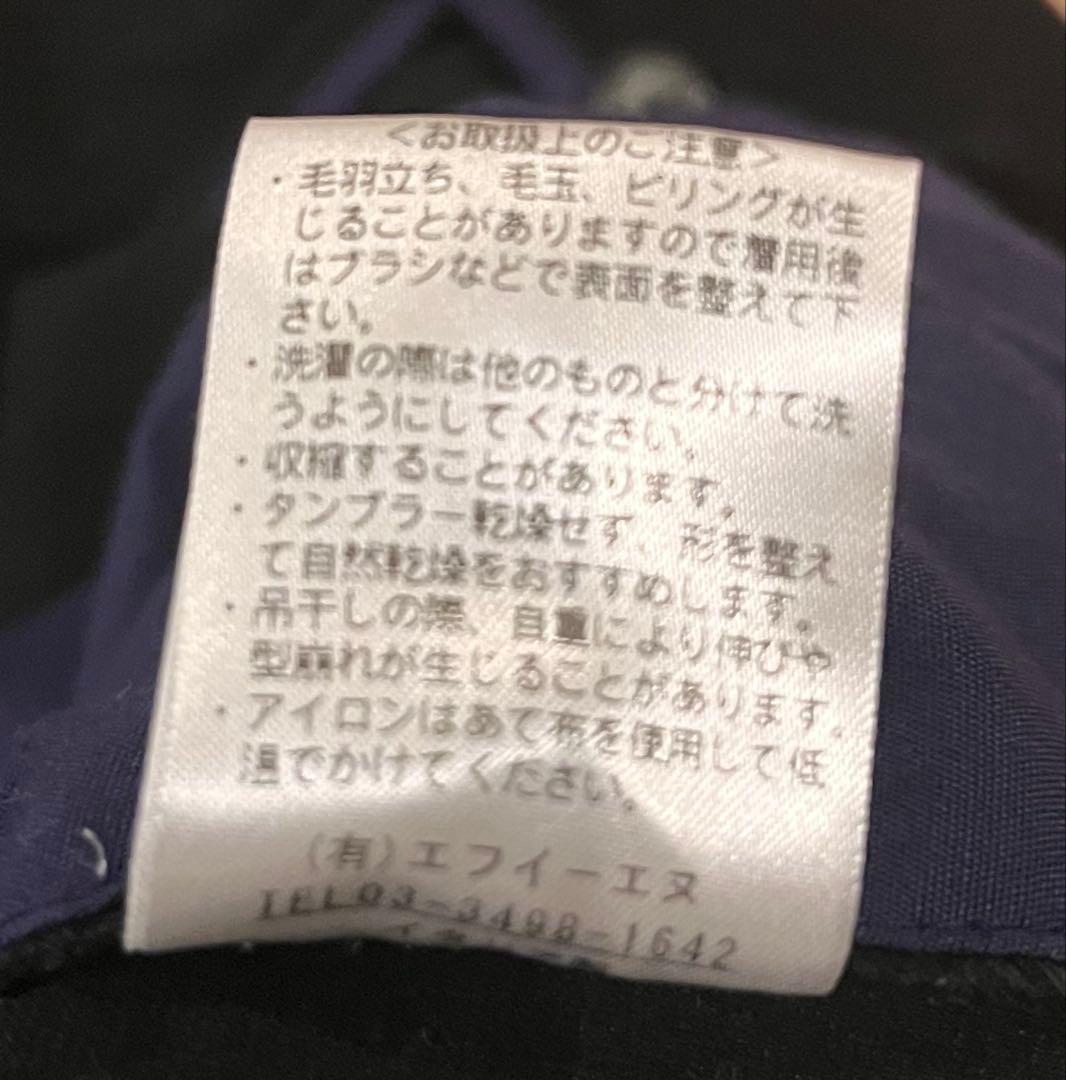 <お取扱上のご注意>
・毛羽立ち、毛玉、ピリングが生
じることがありますので着用後
はブラシなどで表面を整えて下
さい。
・洗濯の際は他のものと分けて洗
うようにしてください。
・収縮することがあります。
・タンブラー乾燥せず、形を整え
て自然乾燥をおすすめします。
・吊干しの際、自重により伸びや
型崩れが生じることがあります。
・アイロンはあて布を使用して低
温でかけてください。
(有)エフイーエヌ
TEL03-3498-1642